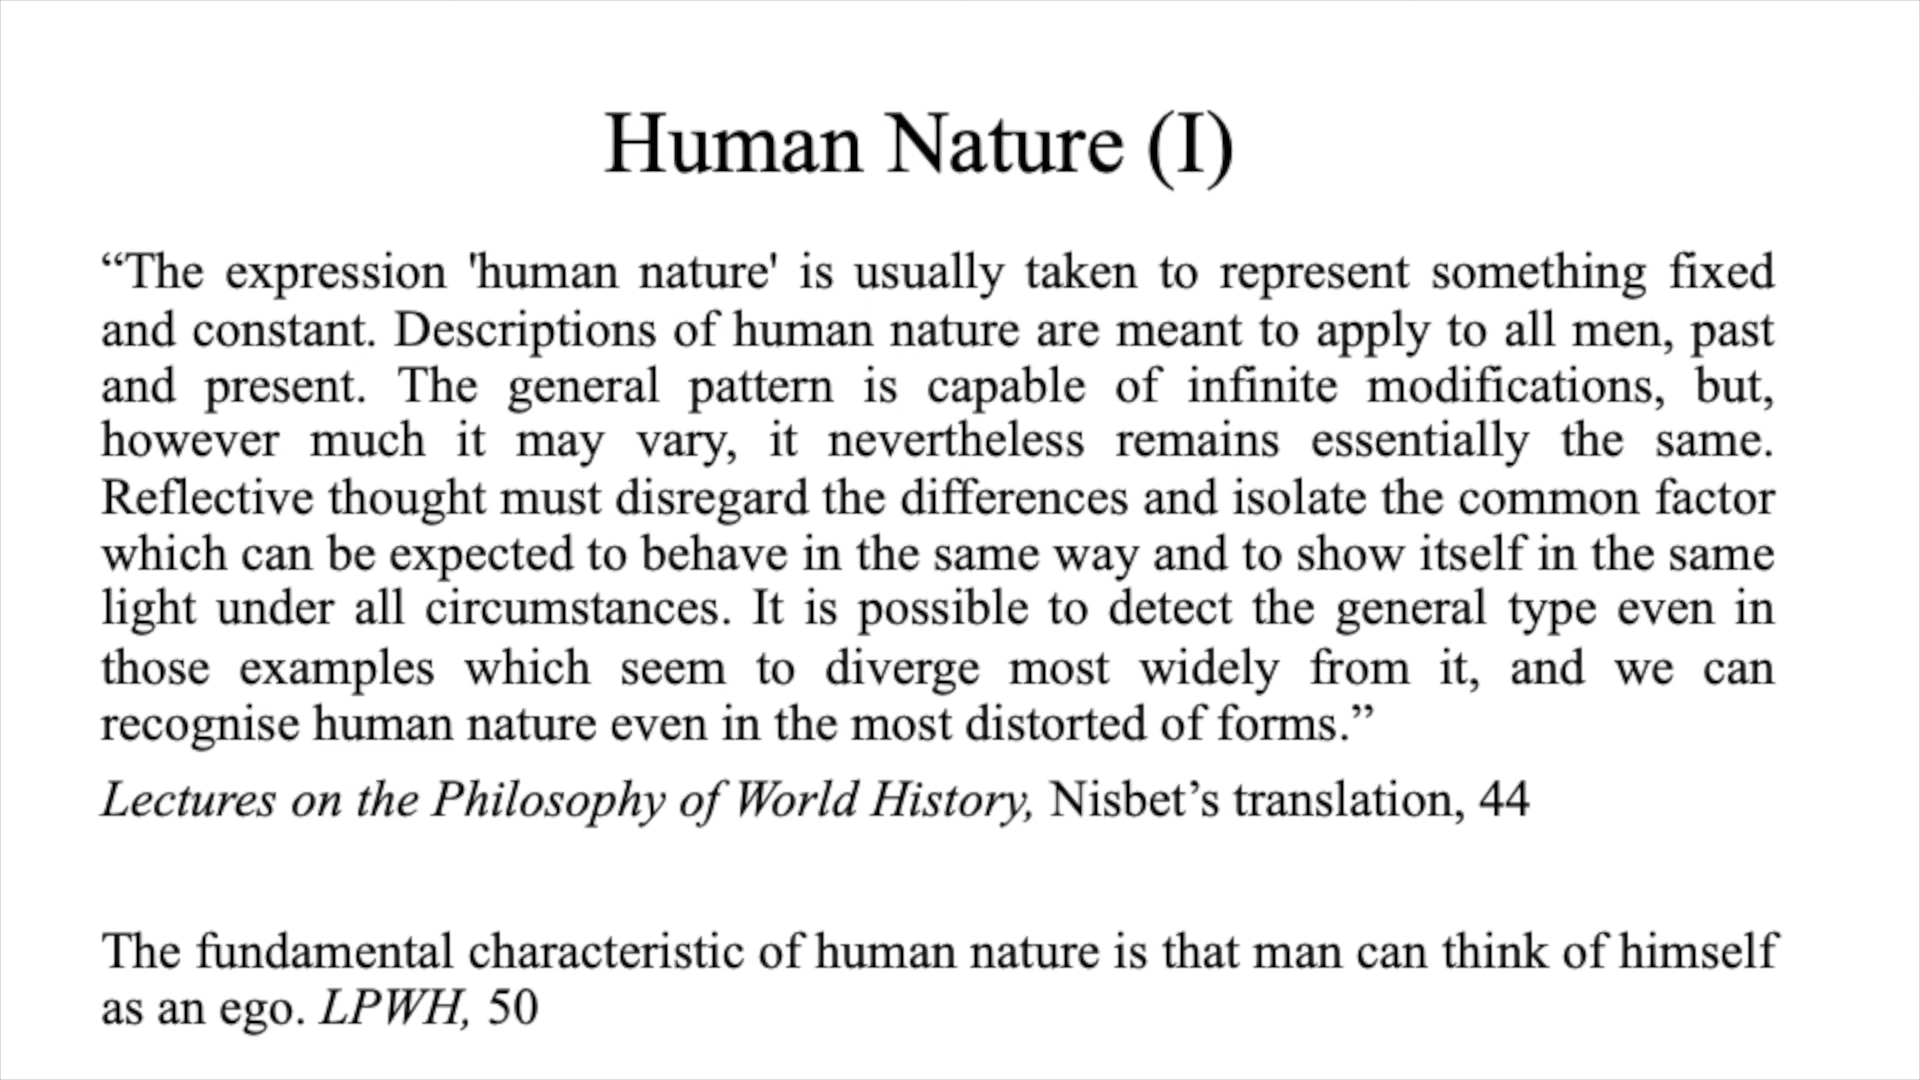 Human Nature (I)
“The expression 'human nature' is usually taken to represent something fixed
and constant. Descriptions of human nature are meant to apply to all men, past
and present. The general pattern is capable of infinite modifications, but,
however much it may vary, it nevertheless remains essentially the same.
Reflective thought must disregard the differences and isolate the common factor
which can be expected to behave in the same way and to show itself in the same
light under all circumstances. It is possible to detect the general type even in
those examples which seem to diverge most widely from it, and we can
recognise human nature even in the most distorted of forms.”
Lectures on the Philosophy of World History, Nisbet’s translation, 44
The fundamental characteristic of human nature is that man can think of himself
as an ego. LPWH, 50